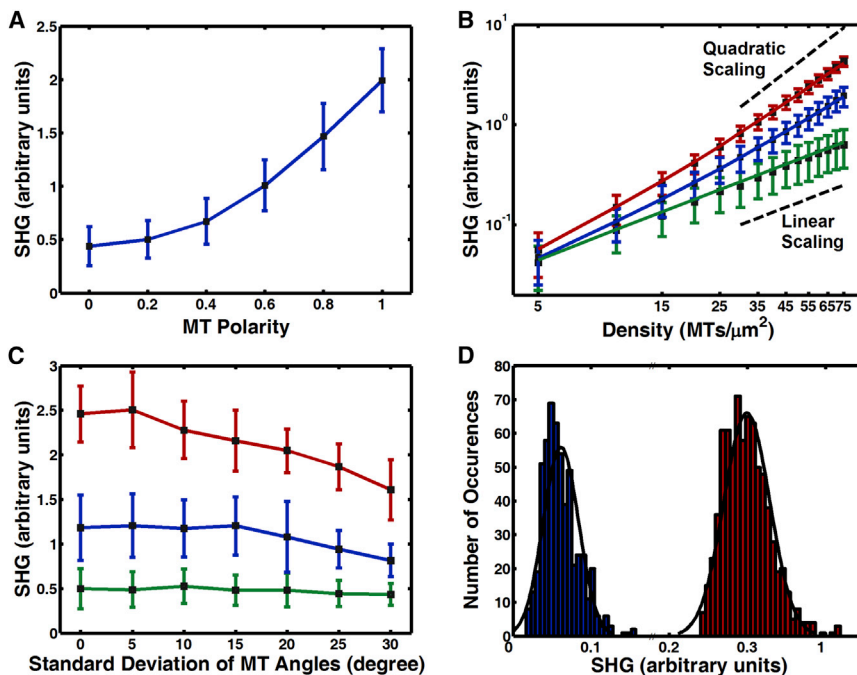 A
SHG (arbitrary units)
2.5
2
1.5
1
0.5
0
0 0.2 0.4 0.6 0.8 1
MT Polarity
B
SHG (arbitrary units)
10^1
10^0
10^-1
Quadratic
Scaling
Linear
Scaling
5 15 25 35 45 55 6575
Density (MTs/μm^2)
C
SHG (arbitrary units)
3
2.5
2
1.5
1
0.5
0
0 5 10 15 20 25 30
Standard Deviation of MT Angles (degree)
D
Number of Occurences
80
70
60
50
40
30
20
10
0
0 0.1 0.2 0.3 1
SHG (arbitrary units)